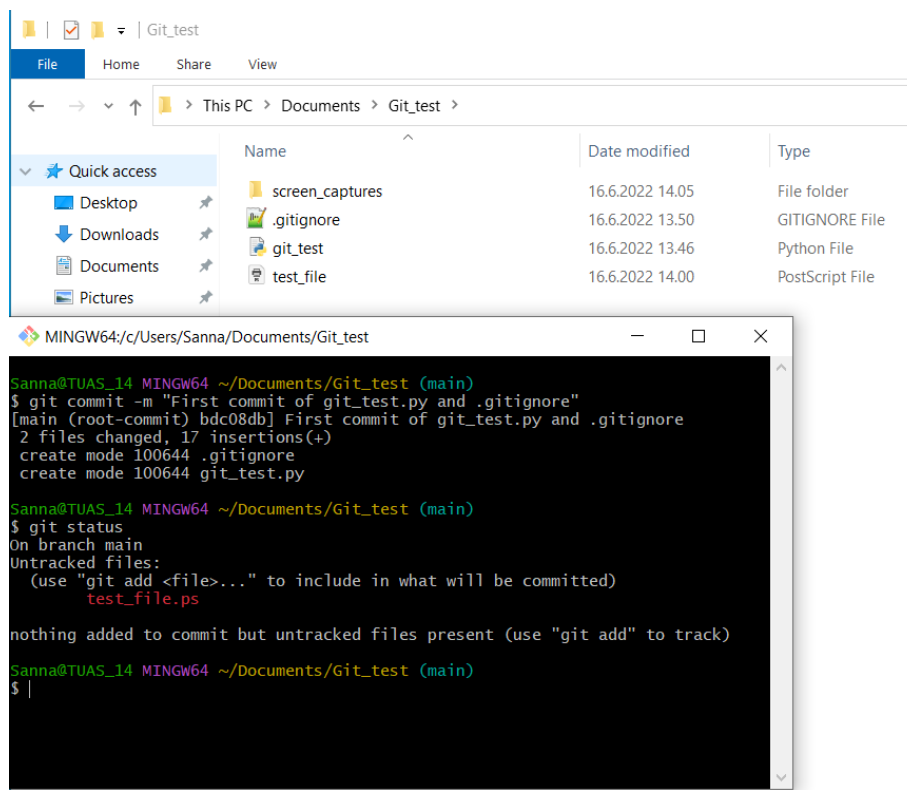 Git_test
File Home Share View
This PC > Documents > Git_test >
Name Date modified Type
Quick access
Desktop
Downloads
Documents
Pictures
screen_captures 16.6.2022 14.05 File folder
.gitignore 16.6.2022 13.50 GITIGNORE File
git_test 16.6.2022 13.46 Python File
test_file 16.6.2022 14.00 PostScript File
MINGW64:/c/Users/Sanna/Documents/Git_test
Sanna@TUAS_14 MINGW64 ~/Documents/Git_test (main)
$ git commit -m "First commit of git_test.py and .gitignore"
[main (root-commit) bdc08db] First commit of git_test.py and .gitignore
2 files changed, 17 insertions(+)
create mode 100644 .gitignore
create mode 100644 git_test.py
Sanna@TUAS_14 MINGW64 ~/Documents/Git_test (main)
$ git status
On branch main
Untracked files:
(use "git add <file>..." to include in what will be committed)
test_file.ps
nothing added to commit but untracked files present (use "git add" to track)
Sanna@TUAS_14 MINGW64 ~/Documents/Git_test (main)
$